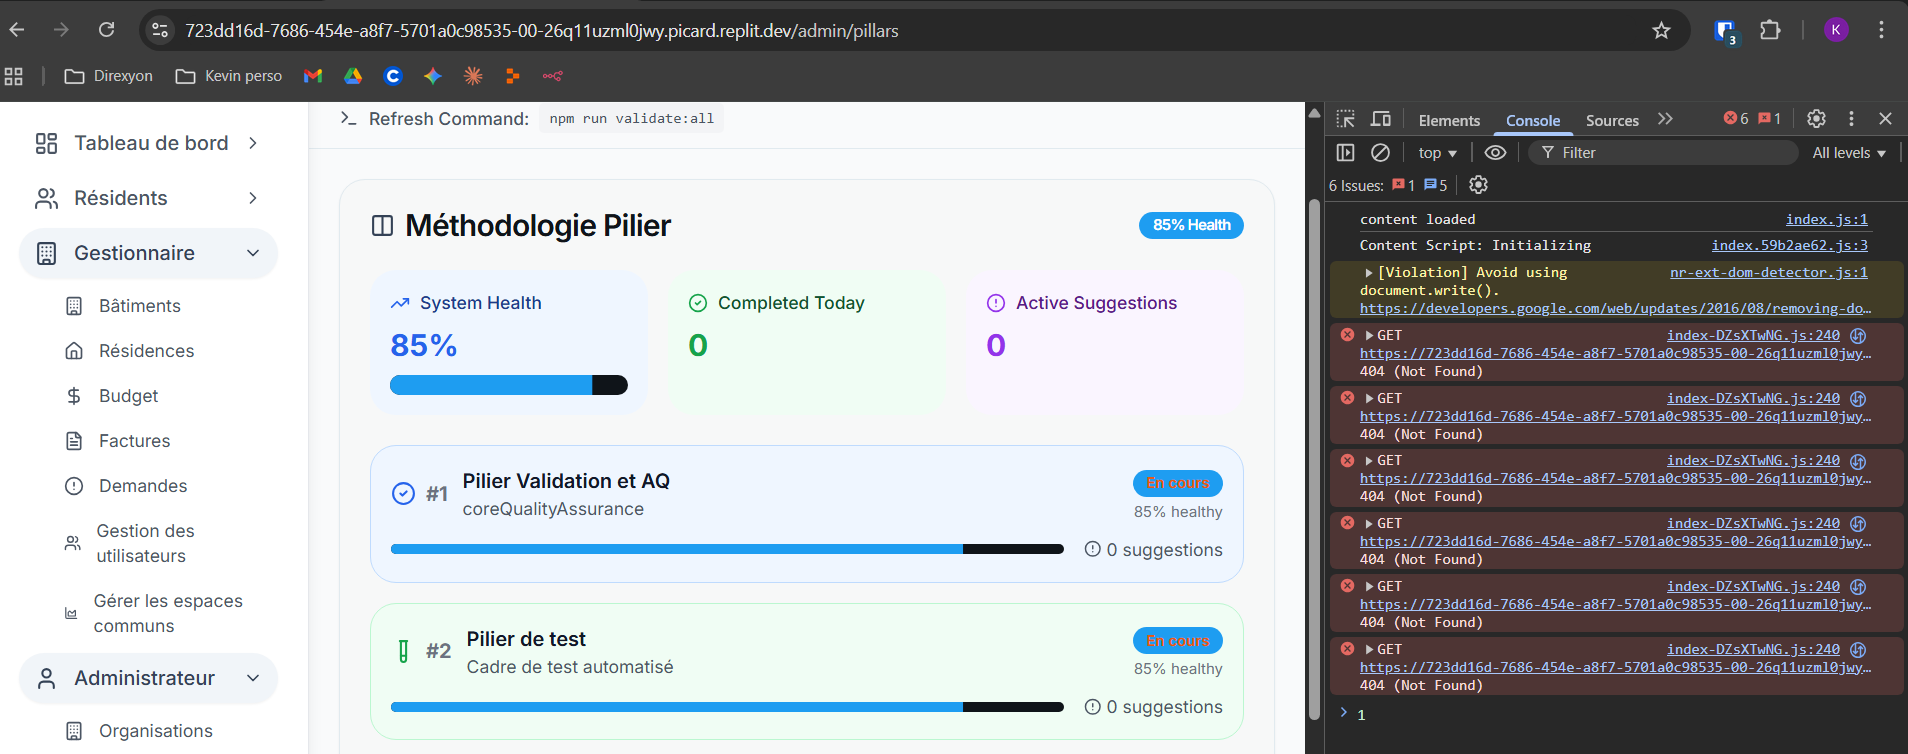 723dd16d-7686-454e-a8f7-5701a0c98535-00-26q11uzml0jwy.picard.replit.dev/admin/pillars
3
K
Direxyon
Kevin perso
Tableau de bord
Résidents
Gestionnaire
Bâtiments
Résidences
Budget
Factures
Demandes
Gestion des
utilisateurs
Gérer les espaces
communs
Administrateur
Organisations
Refresh Command: npm run validate:all
Méthodologie Pilier
85% Health
System Health
85%
Completed Today
0
Active Suggestions
0
#1
Pilier Validation et AQ
coreQualityAssurance
En cours
85% healthy
0 suggestions
#2
Pilier de test
Cadre de test automatisé
En cours
85% healthy
0 suggestions
Elements Console Sources 6 1
top Filter All levels
6 Issues: 1 5
content loaded index.js:1
Content Script: Initializing index.59b2ae62.js:3
[Violation] Avoid using nr-ext-dom-detector.js:1
document.write().
https://developers.google.com/web/updates/2016/08/removing-do…
GET index-DZsXTwNG.js:240
https://723dd16d-7686-454e-a8f7-5701a0c98535-00-26q11uzml0jwy…
404 (Not Found)
GET index-DZsXTwNG.js:240
https://723dd16d-7686-454e-a8f7-5701a0c98535-00-26q11uzml0jwy…
404 (Not Found)
GET index-DZsXTwNG.js:240
https://723dd16d-7686-454e-a8f7-5701a0c98535-00-26q11uzml0jwy…
404 (Not Found)
GET index-DZsXTwNG.js:240
https://723dd16d-7686-454e-a8f7-5701a0c98535-00-26q11uzml0jwy…
404 (Not Found)
GET index-DZsXTwNG.js:240
https://723dd16d-7686-454e-a8f7-5701a0c98535-00-26q11uzml0jwy…
404 (Not Found)
GET index-DZsXTwNG.js:240
https://723dd16d-7686-454e-a8f7-5701a0c98535-00-26q11uzml0jwy…
404 (Not Found)
1